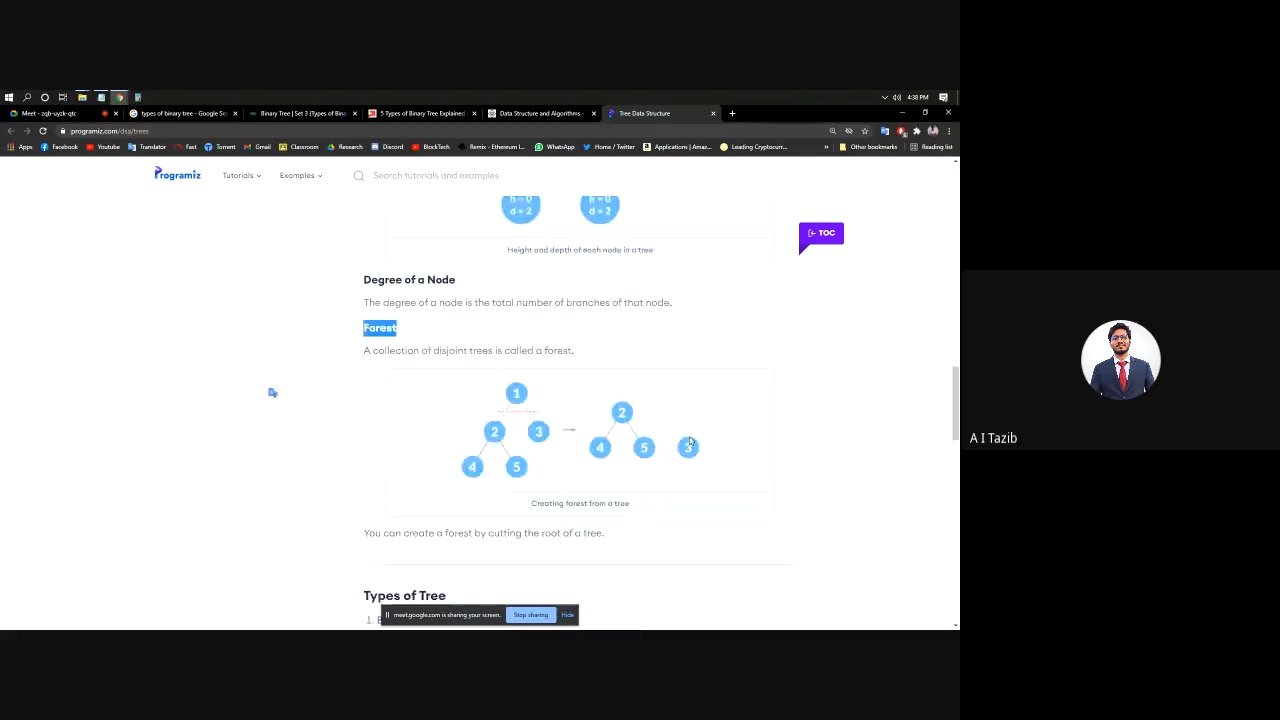 4:38 PM
Meet - zqb-uyzk-qtc
types of binary tree - Google Se
Binary Tree | Set 3 (Types of Bina
5 Types of Binary Tree Explained
Data Structure and Algorithms -
Tree Data Structure
programiz.com/dsa/trees
Apps
Facebook
Youtube
Translator
Fast
Torrent
Gmail
Classroom
Research
Discord
BlockTech
Remix - Ethereum I...
WhatsApp
Home / Twitter
Applications | Amaz...
Leading Cryptocurr...
»
Other bookmarks
Reading list
Programiz
Tutorials
Examples
Search tutorials and examples
h = 0
d = 2
h = 0
d = 3
TOC
Height and depth of each node in a tree
Degree of a Node
The degree of a node is the total number of branches of that node.
Forest
A collection of disjoint trees is called a forest.
1
2
2
3
4
5
3
4
5
Creating forest from a tree
You can create a forest by cutting the root of a tree.
Types of Tree
1.
meet.google.com is sharing your screen.
Stop sharing
Hide
A I Tazib